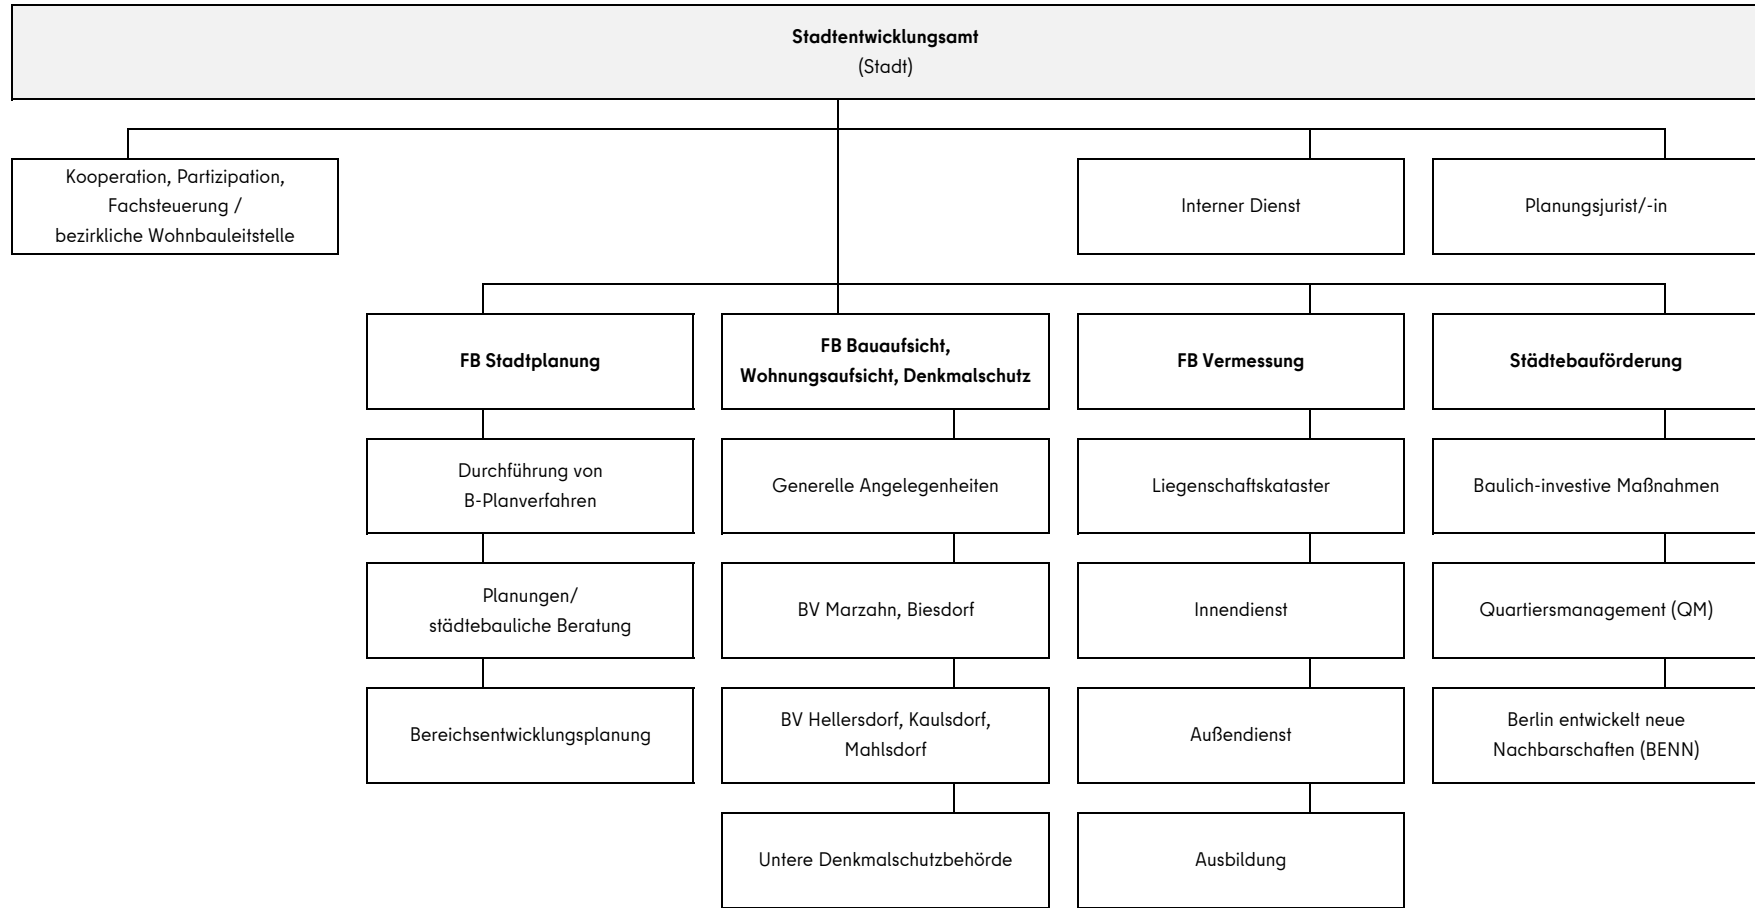 Stadtentwicklungsamt
(Stadt)
Kooperation, Partizipation,
Fachsteuerung /
bezirkliche Wohnbauleitstelle
Interner Dienst
Planungsjurist/-in
FB Stadtplanung
FB Bauaufsicht,
Wohnungsaufsicht, Denkmalschutz
FB Vermessung
Städtebauförderung
Durchführung von
B-Planverfahren
Generelle Angelegenheiten
Liegenschaftskataster
Baulich-investive Maßnahmen
Planungen/
städtebauliche Beratung
BV Marzahn, Biesdorf
Innendienst
Quartiersmanagement (QM)
Bereichsentwicklungsplanung
BV Hellersdorf, Kaulsdorf,
Mahlsdorf
Außendienst
Berlin entwickelt neue
Nachbarschaften (BENN)
Untere Denkmalschutzbehörde
Ausbildung